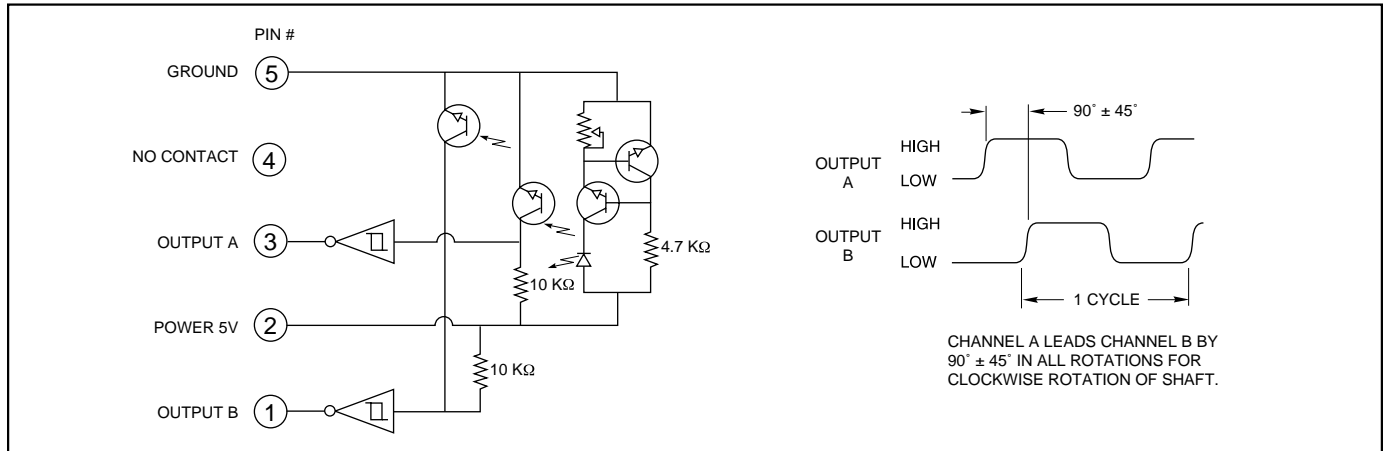 PIN #
GROUND 5
NO CONTACT 4
OUTPUT A 3
POWER 5V 2
OUTPUT B 1
10 KΩ
10 KΩ
4.7 KΩ
90˚ ± 45˚
OUTPUT
A
HIGH
LOW
OUTPUT
B
HIGH
LOW
1 CYCLE
CHANNEL A LEADS CHANNEL B BY
90˚ ± 45˚ IN ALL ROTATIONS FOR
CLOCKWISE ROTATION OF SHAFT.